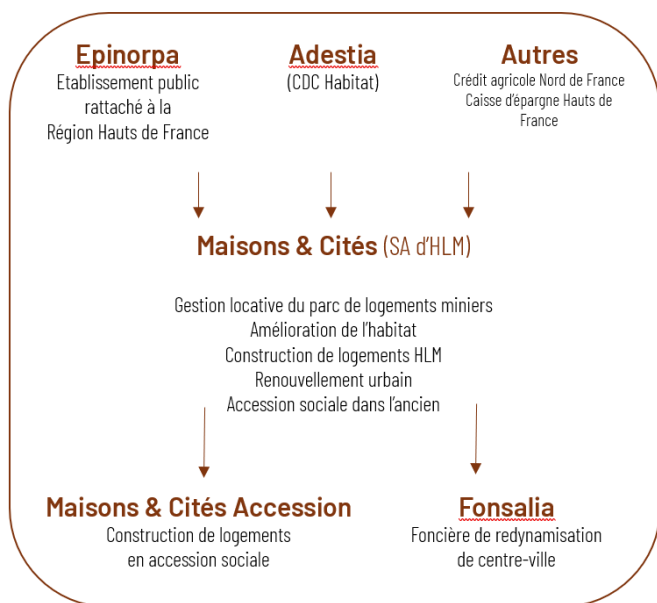 Epinorpa
Etablissement public
rattaché à la
Région Hauts de France
Adestia
(CDC Habitat)
Autres
Crédit agricole Nord de France
Caisse d'épargne Hauts de
France
Maisons & Cités (SA d'HLM)
Gestion locative du parc de logements miniers
Amélioration de l'habitat
Construction de logements HLM
Renouvellement urbain
Accession sociale dans l'ancien
Maisons & Cités Accession
Construction de logements
en accession sociale
Fonsalia
Foncière de redynamisation
de centre-ville